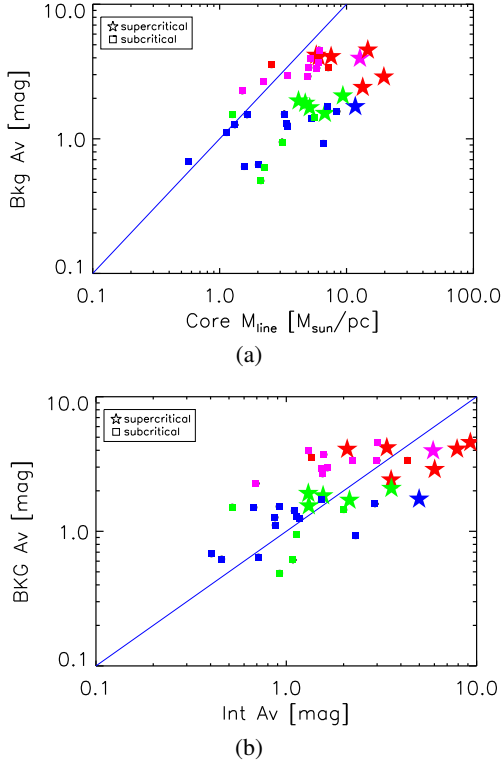 10.0
supercritical
subcritical
1.0
Bkg Av [mag]
0.1
0.1 1.0 10.0 100.0
Core M_line [M_sun/pc]
(a)
10.0
supercritical
subcritical
1.0
BKG Av [mag]
0.1
0.1 1.0 10.0
Int Av [mag]
(b)